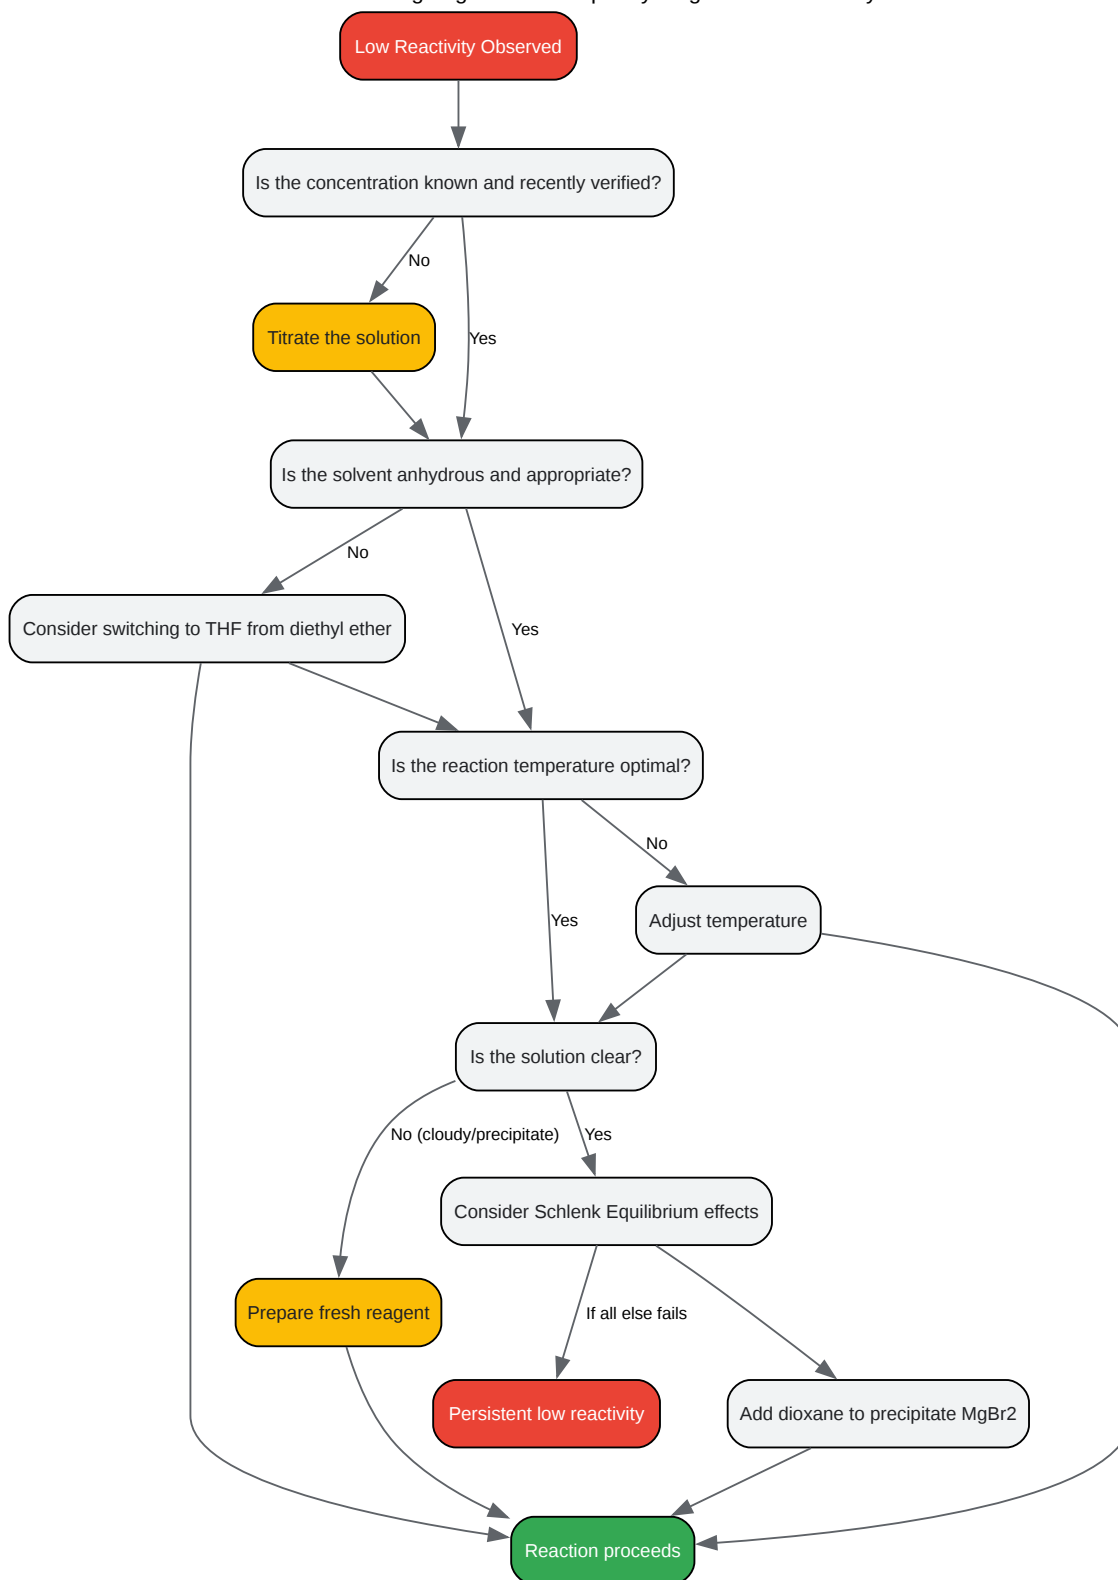 Low Reactivity Observed
Is the concentration known and recently verified?
No
Titrate the solution
Yes
Is the solvent anhydrous and appropriate?
No
Consider switching to THF from diethyl ether
Yes
Is the reaction temperature optimal?
No
Adjust temperature
Yes
Is the solution clear?
No (cloudy/precipitate)
Yes
Consider Schlenk Equilibrium effects
Prepare fresh reagent
If all else fails
Persistent low reactivity
Add dioxane to precipitate MgBr2
Reaction proceeds